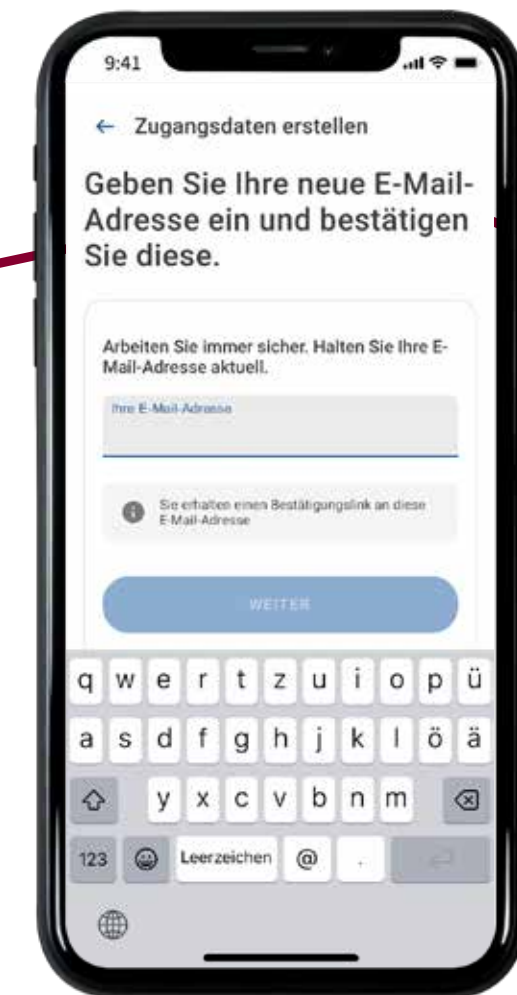 9:41
← Zugangsdaten erstellen
Geben Sie Ihre neue E-Mail-
Adresse ein und bestätigen
Sie diese.
Arbeiten Sie immer sicher. Halten Sie Ihre E-
Mail-Adresse aktuell.
Ihre E-Mail-Adresse
Sie erhalten einen Bestätigungslink an diese
E-Mail-Adresse
WEITER
q w e r t z u i o p ü
a s d f g h j k l ö ä
y x c v b n m
123 Leerzeichen @ .